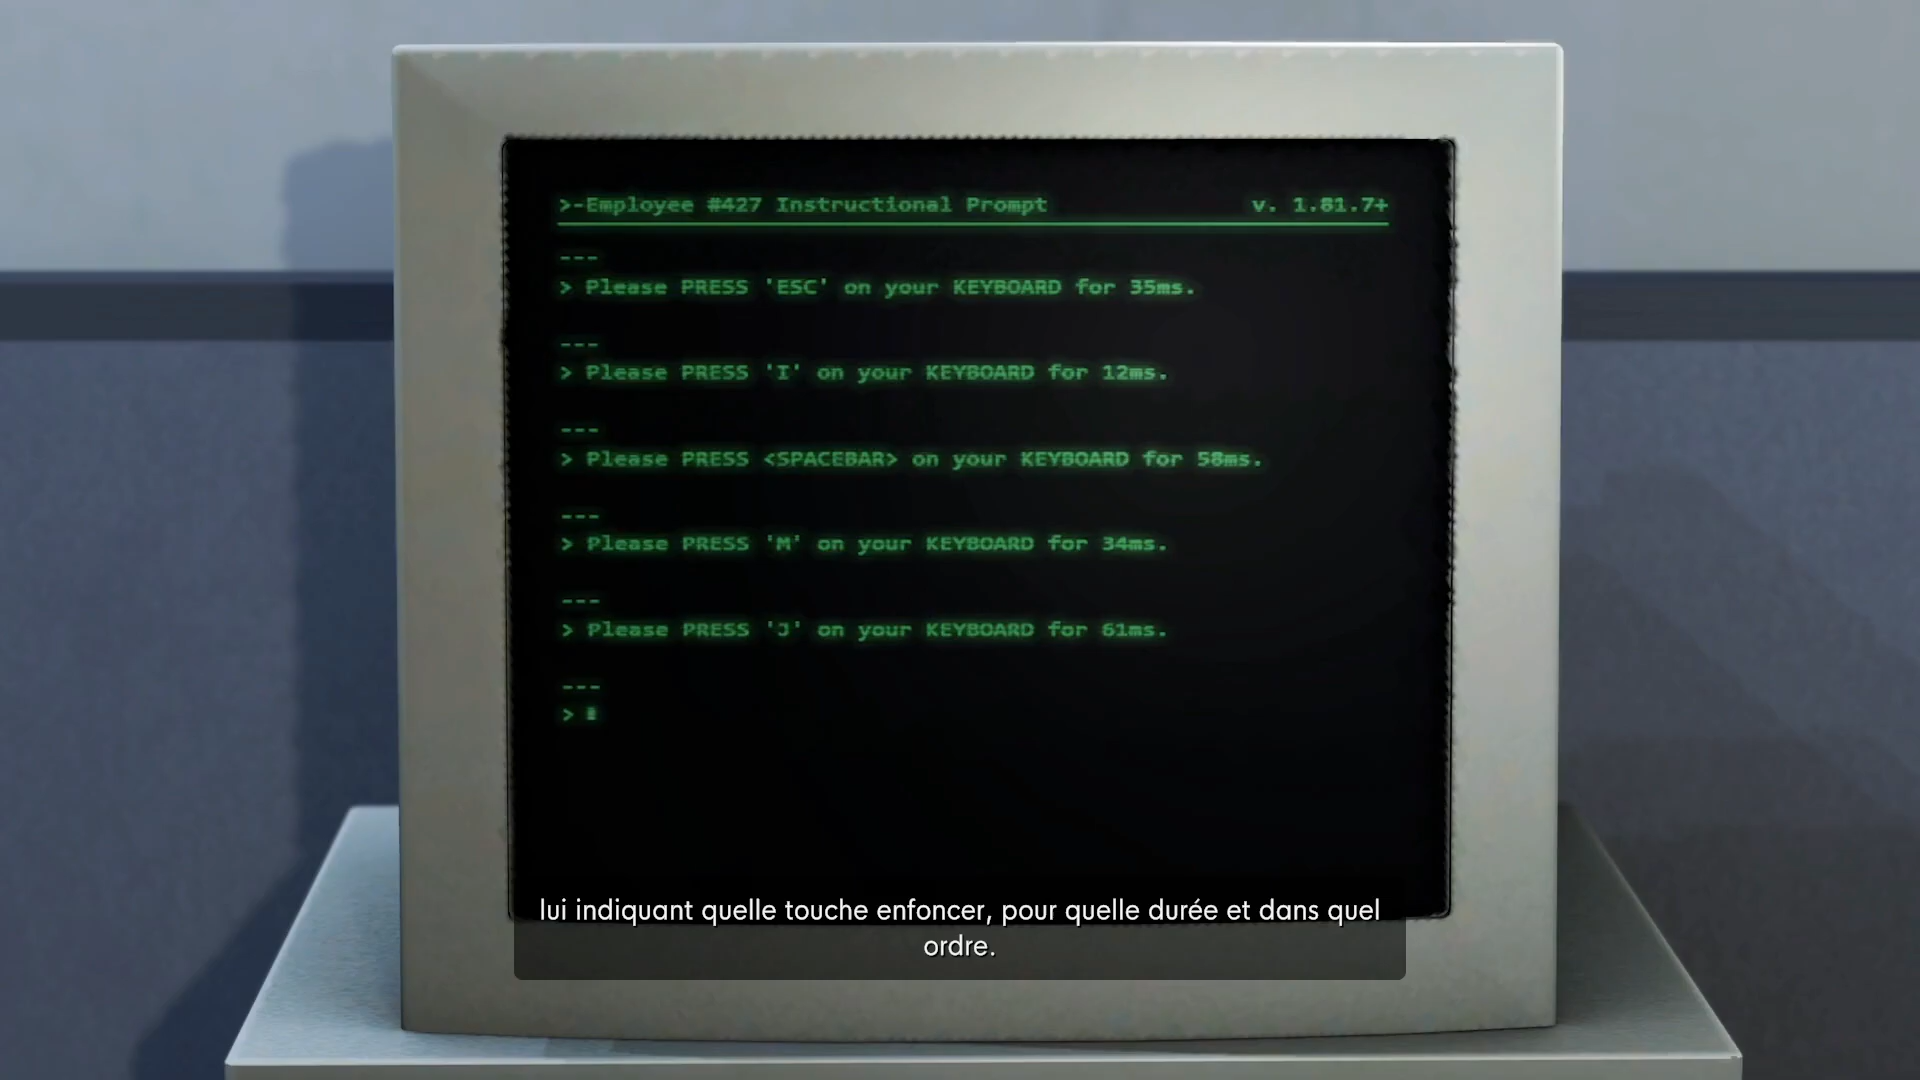 >-Employee #427 Instructional Prompt v. 1.81.7+
---
> Please PRESS 'ESC' on your KEYBOARD for 35ms.
---
> Please PRESS 'I' on your KEYBOARD for 12ms.
---
> Please PRESS <SPACEBAR> on your KEYBOARD for 58ms.
---
> Please PRESS 'M' on your KEYBOARD for 34ms.
---
> Please PRESS 'J' on your KEYBOARD for 61ms.
---
>
lui indiquant quelle touche enfoncer, pour quelle durée et dans quel
ordre.